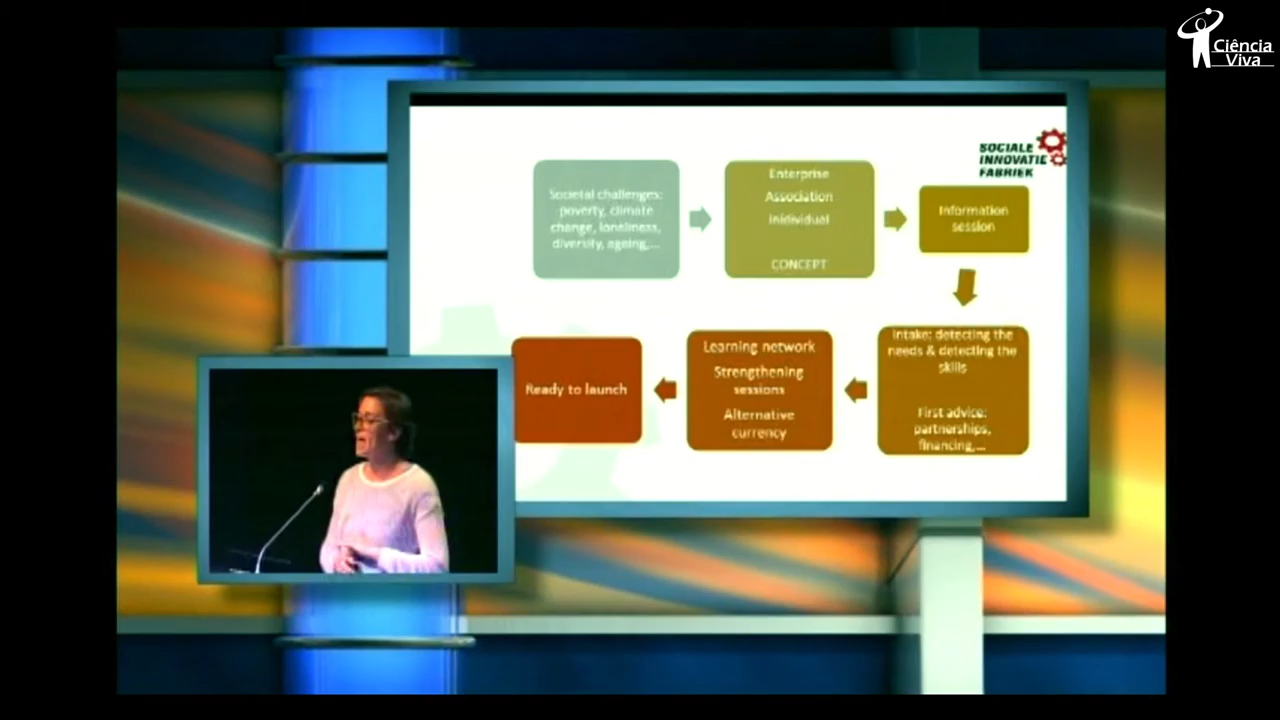 Ciência
Viva
SOCIALE
INNOVATIE
FABRIEK
Societal challenges:
poverty, climate
change, loneliness,
diversity, ageing,...
Enterprise
Association
Inidividual
CONCEPT
Information
session
Intake: detecting the
needs & detecting the
skills
First advice:
partnerships,
financing,...
Learning network
Strengthening
sessions
Alternative
currency
Ready to launch